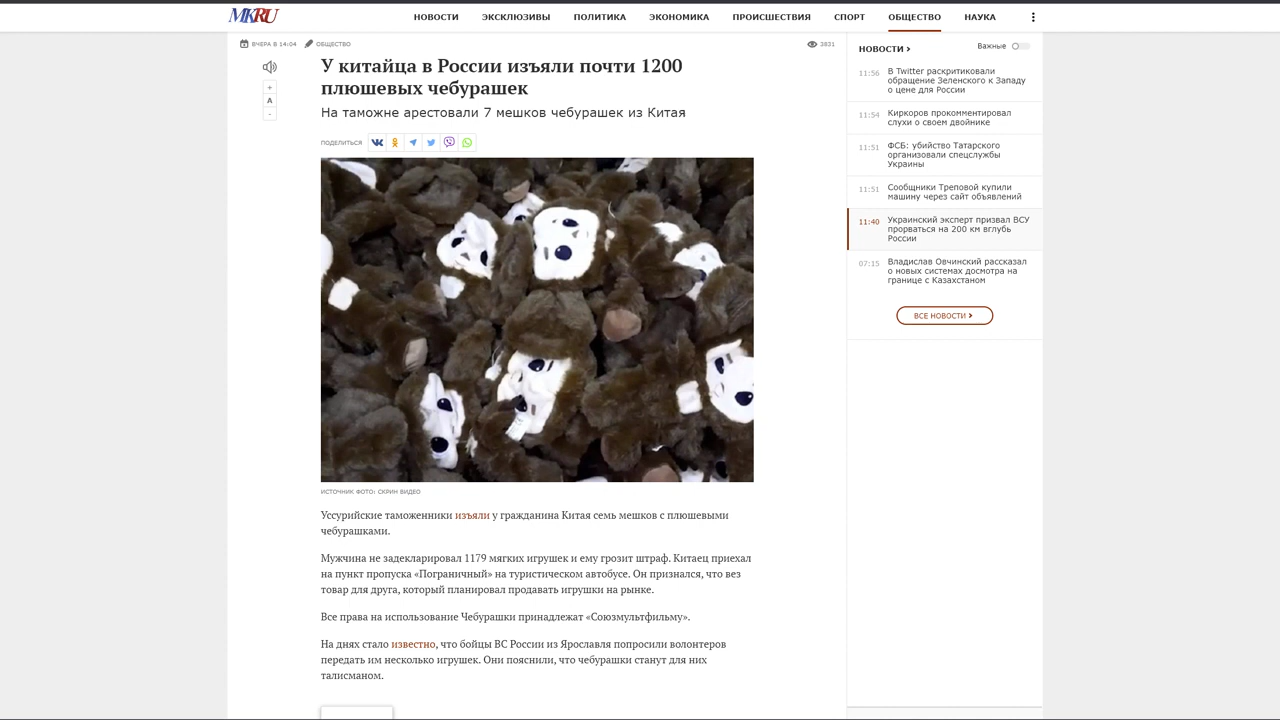 MKRU
НОВОСТИ ЭКСКЛЮЗИВЫ ПОЛИТИКА ЭКОНОМИКА ПРОИСШЕСТВИЯ СПОРТ ОБЩЕСТВО НАУКА
ВЧЕРА В 14:04 ОБЩЕСТВО 3831
У китайца в России изъяли почти 1200
плюшевых чебурашек
На таможне арестовали 7 мешков чебурашек из Китая
+
A
-
ПОДЕЛИТЬСЯ
ИСТОЧНИК ФОТО: СКРИН ВИДЕО
Уссурийские таможенники изъяли у гражданина Китая семь мешков с плюшевыми
чебурашками.
Мужчина не задекларировал 1179 мягких игрушек и ему грозит штраф. Китаец приехал
на пункт пропуска «Пограничный» на туристическом автобусе. Он признался, что вез
товар для друга, который планировал продавать игрушки на рынке.
Все права на использование Чебурашки принадлежат «Союзмультфильму».
На днях стало известно, что бойцы ВС России из Ярославля попросили волонтеров
передать им несколько игрушек. Они пояснили, что чебурашки станут для них
талисманом.
НОВОСТИ Важные
11:56 В Twitter раскритиковали
обращение Зеленского к Западу
о цене для России
11:54 Киркоров прокомментировал
слухи о своем двойнике
11:51 ФСБ: убийство Татарского
организовали спецслужбы
Украины
11:51 Сообщники Треповой купили
машину через сайт объявлений
11:40 Украинский эксперт призвал ВСУ
прорваться на 200 км вглубь
России
07:15 Владислав Овчинский рассказал
о новых системах досмотра на
границе с Казахстаном
ВСЕ НОВОСТИ